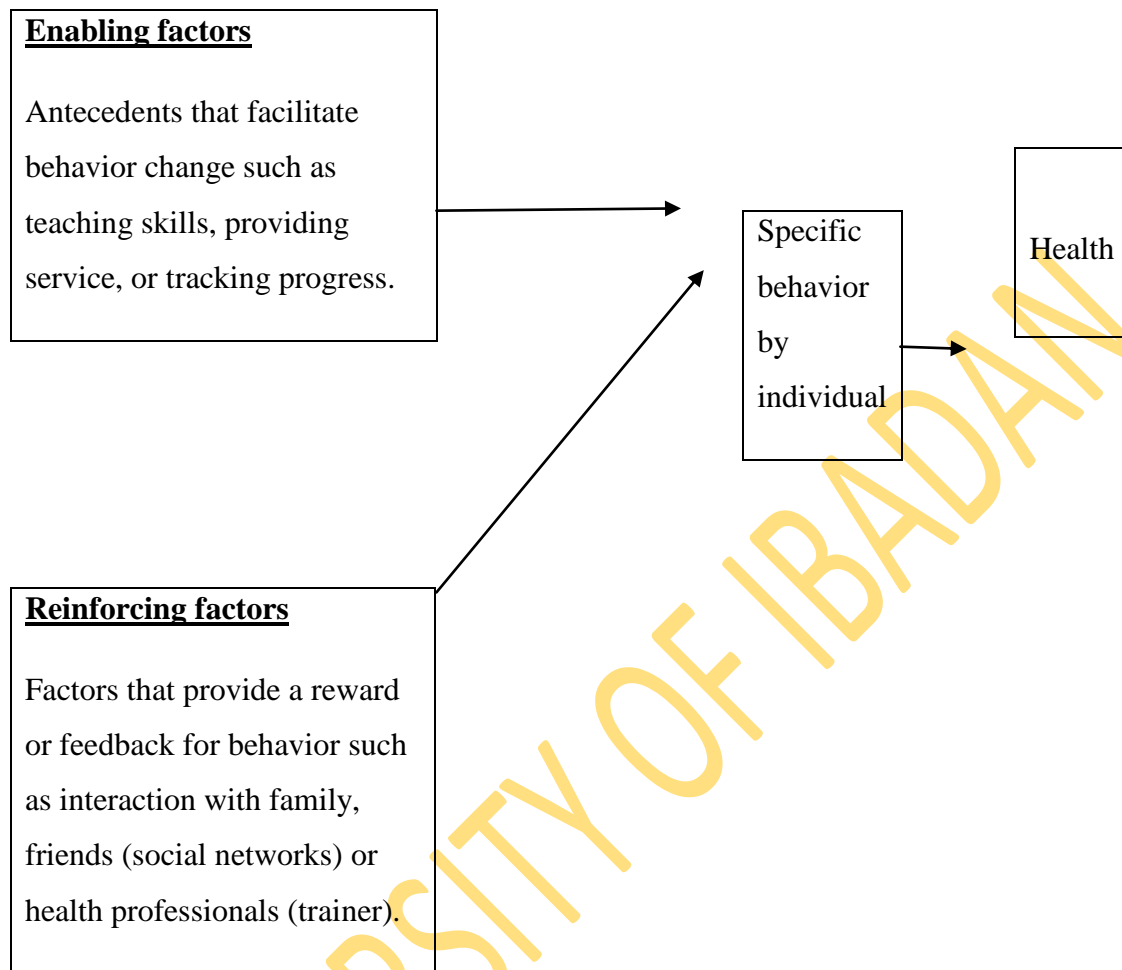 Enabling factors
Antecedents that facilitate
behavior change such as
teaching skills, providing
service, or tracking progress.
Specific
behavior
by
individual
Health
Reinforcing factors
Factors that provide a reward
or feedback for behavior such
as interaction with family,
friends (social networks) or
health professionals (trainer).
RSITY OF IBADAN